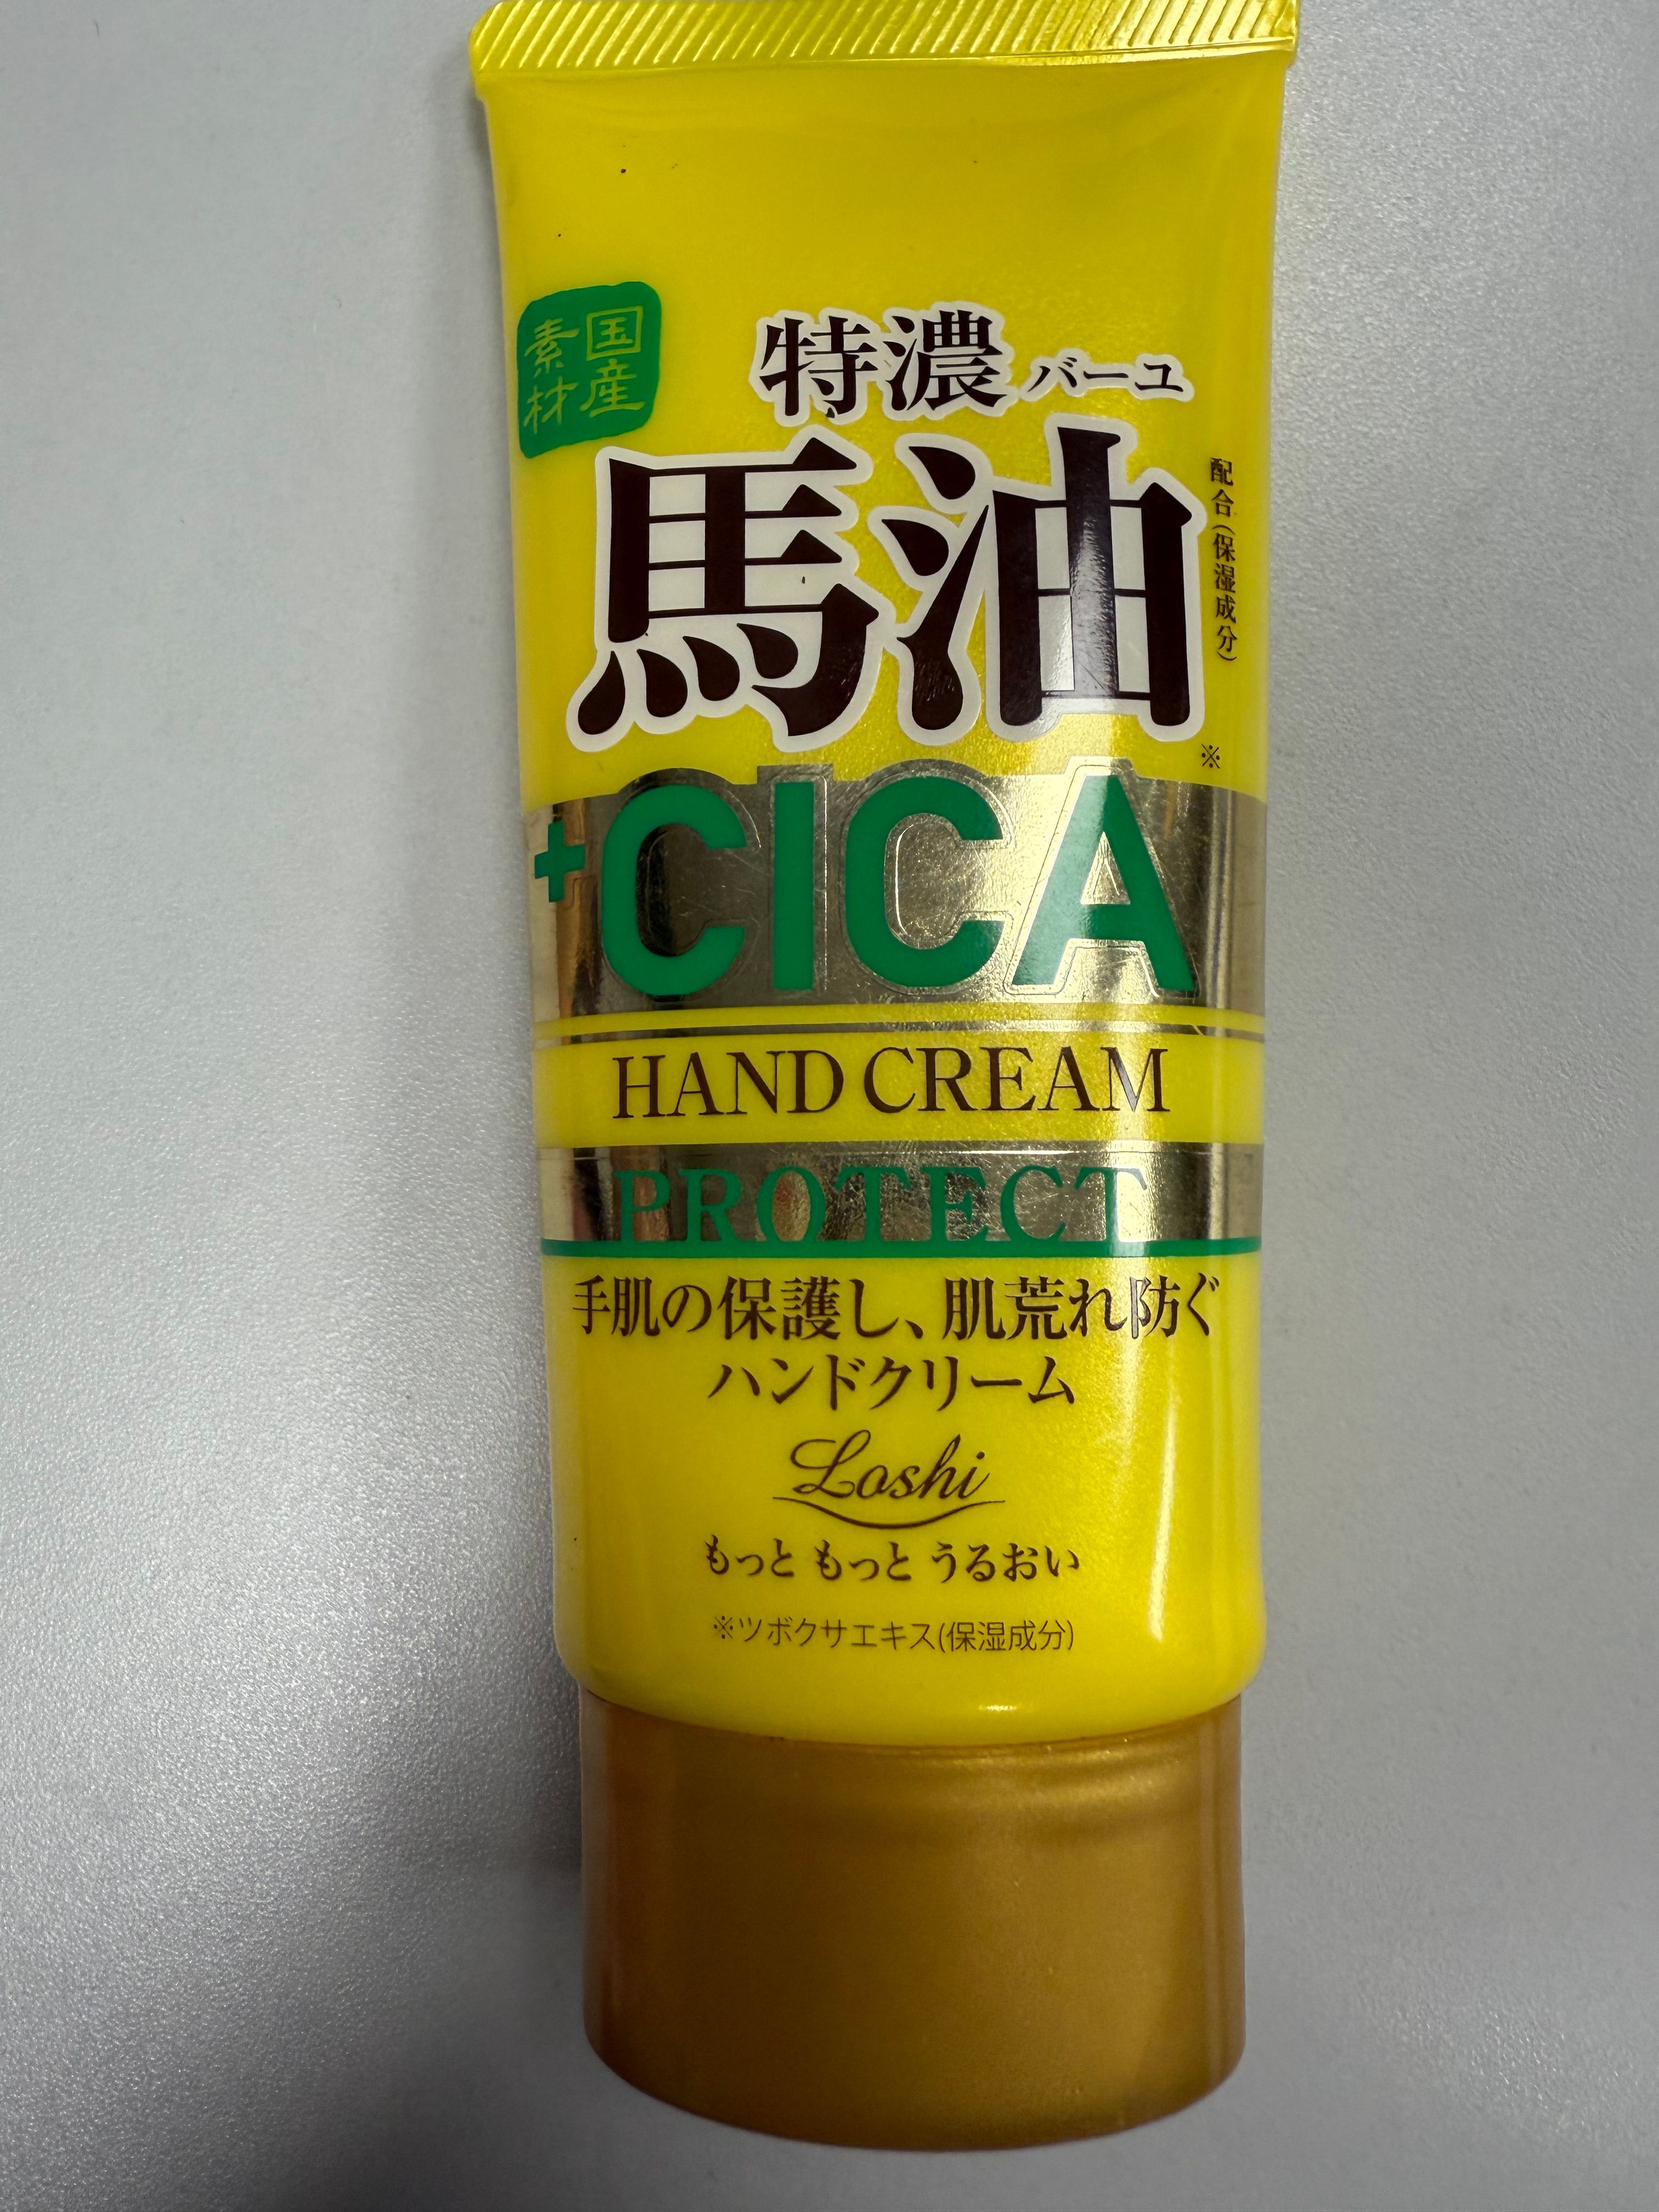 国産
素材
特濃 バーユ
馬油
配合(保湿成分)
※
+CICA
HAND CREAM
PROTECT
手肌の保護し、肌荒れ防ぐ
ハンドクリーム
Loshi
もっと もっと うるおい
※ツボクサエキス(保湿成分)